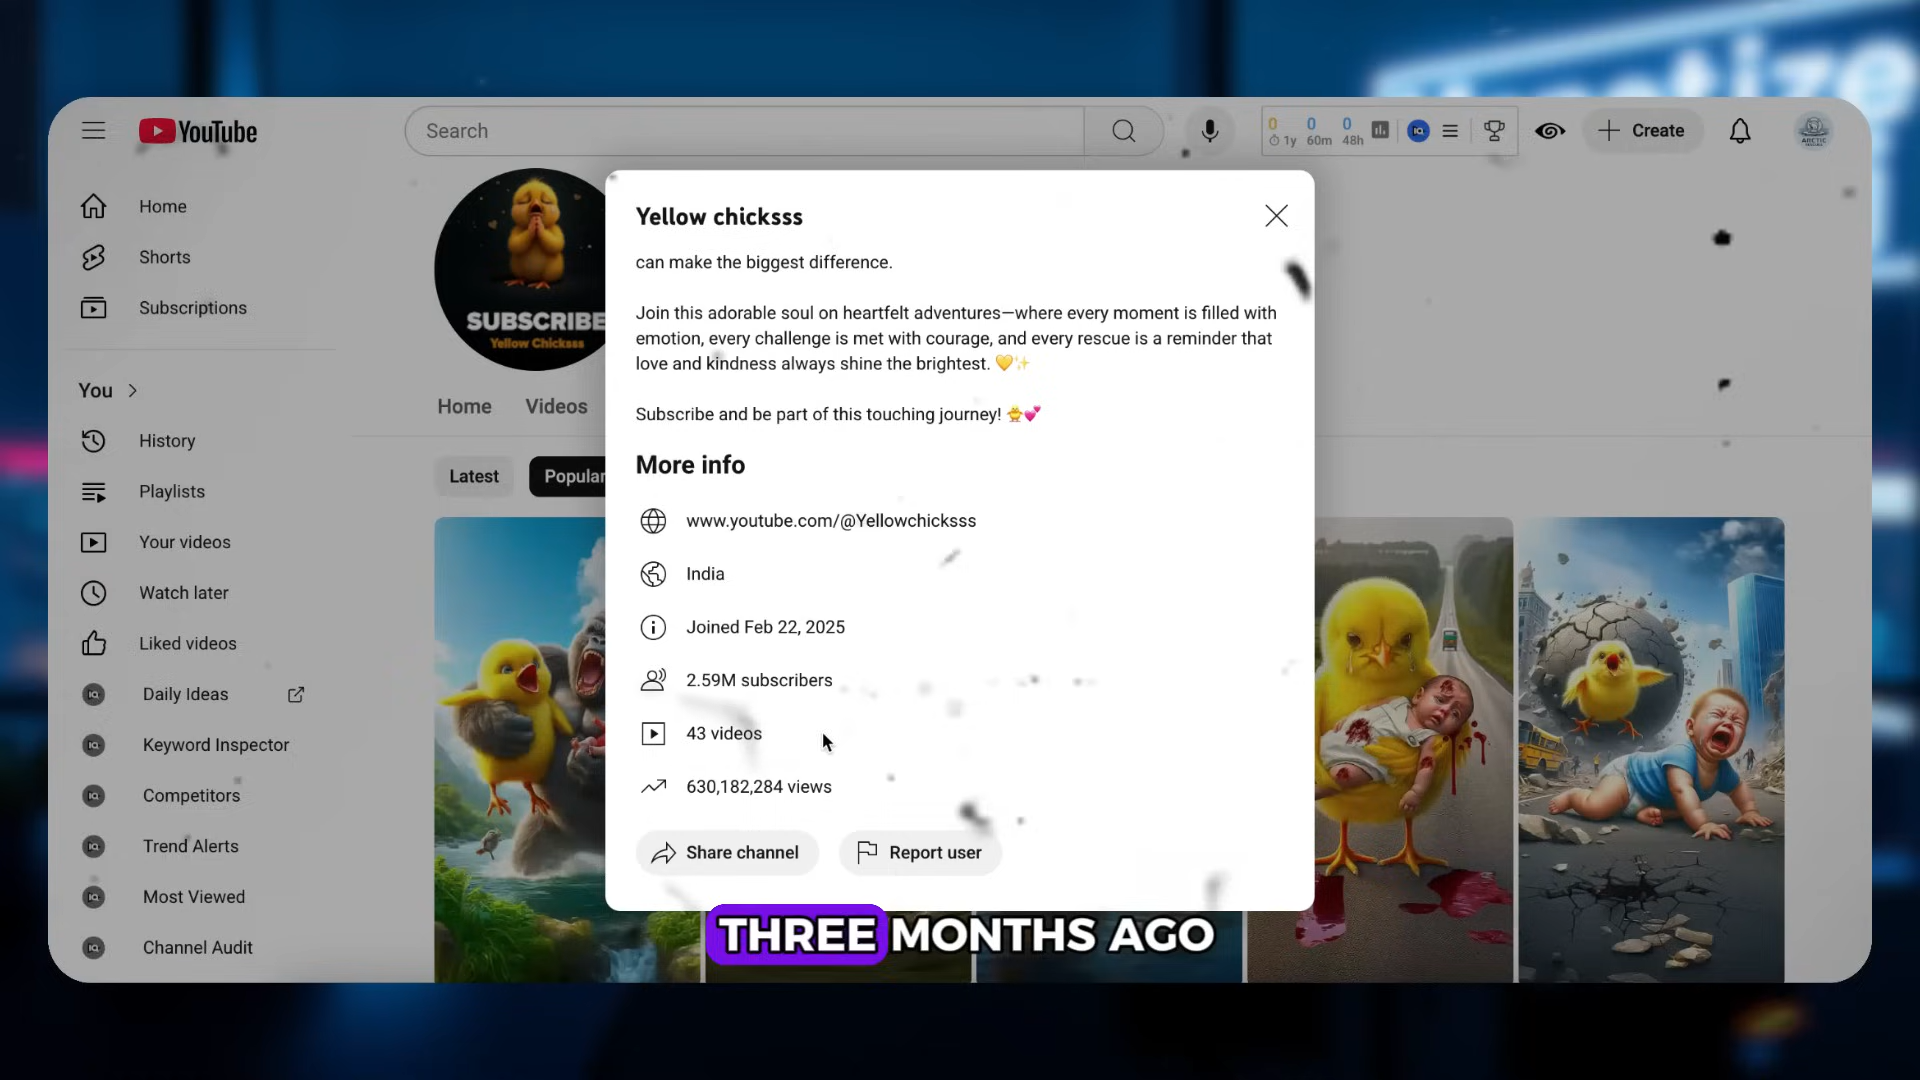 YouTube
Search
0 0 0
1y 60m 48h
Create
Home
Shorts
Subscriptions
You
History
Playlists
Your videos
Watch later
Liked videos
Daily Ideas
Keyword Inspector
Competitors
Trend Alerts
Most Viewed
Channel Audit
SUBSCRIBE
Yellow Chicksss
Home Videos
Latest Popular
Yellow chicksss
can make the biggest difference.
Join this adorable soul on heartfelt adventures—where every moment is filled with
emotion, every challenge is met with courage, and every rescue is a reminder that
love and kindness always shine the brightest. 💛✨
Subscribe and be part of this touching journey! 🐥💕
More info
www.youtube.com/@Yellowchicksss
India
Joined Feb 22, 2025
2.59M subscribers
43 videos
630,182,284 views
Share channel Report user
THREE MONTHS AGO